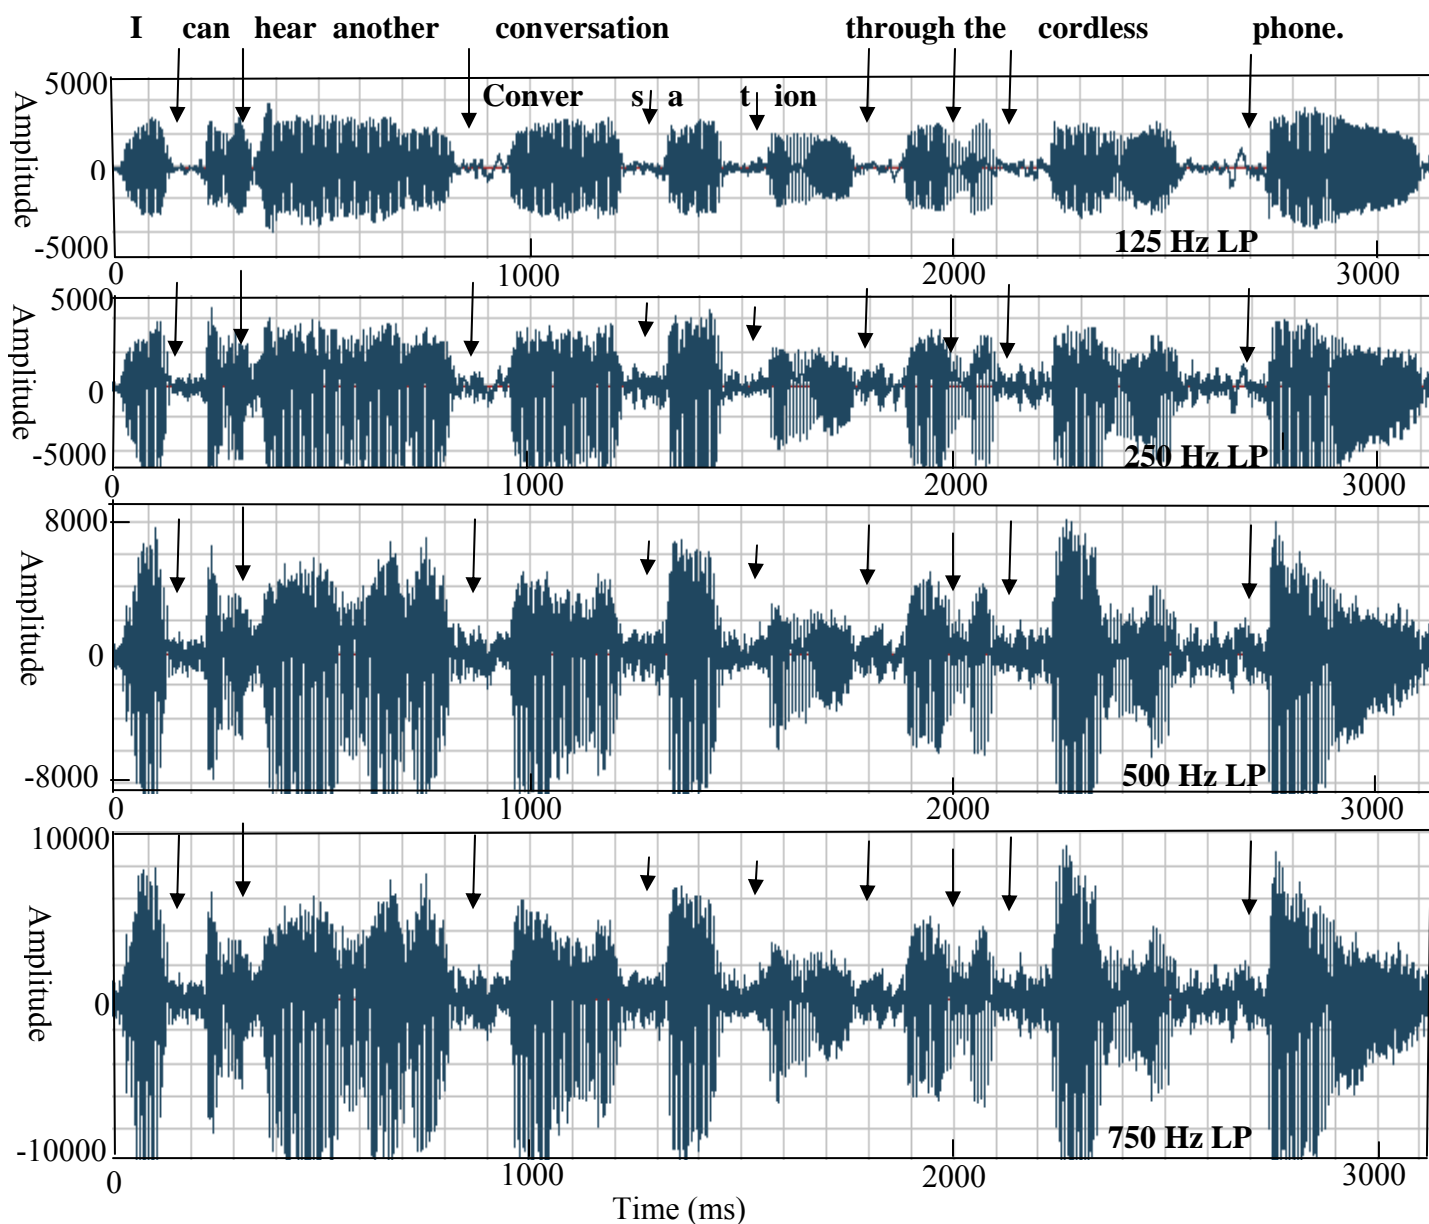 I can hear another conversation through the cordless phone.
Conver s a t ion
5000
Amplitude
0
-5000
125 Hz LP
0 1000 2000 3000
5000
Amplitude
0
-5000
250 Hz LP
0 1000 2000 3000
8000
Amplitude
0
-8000
500 Hz LP
0 1000 2000 3000
10000
Amplitude
0
-10000
750 Hz LP
0 1000 2000 3000
Time (ms)